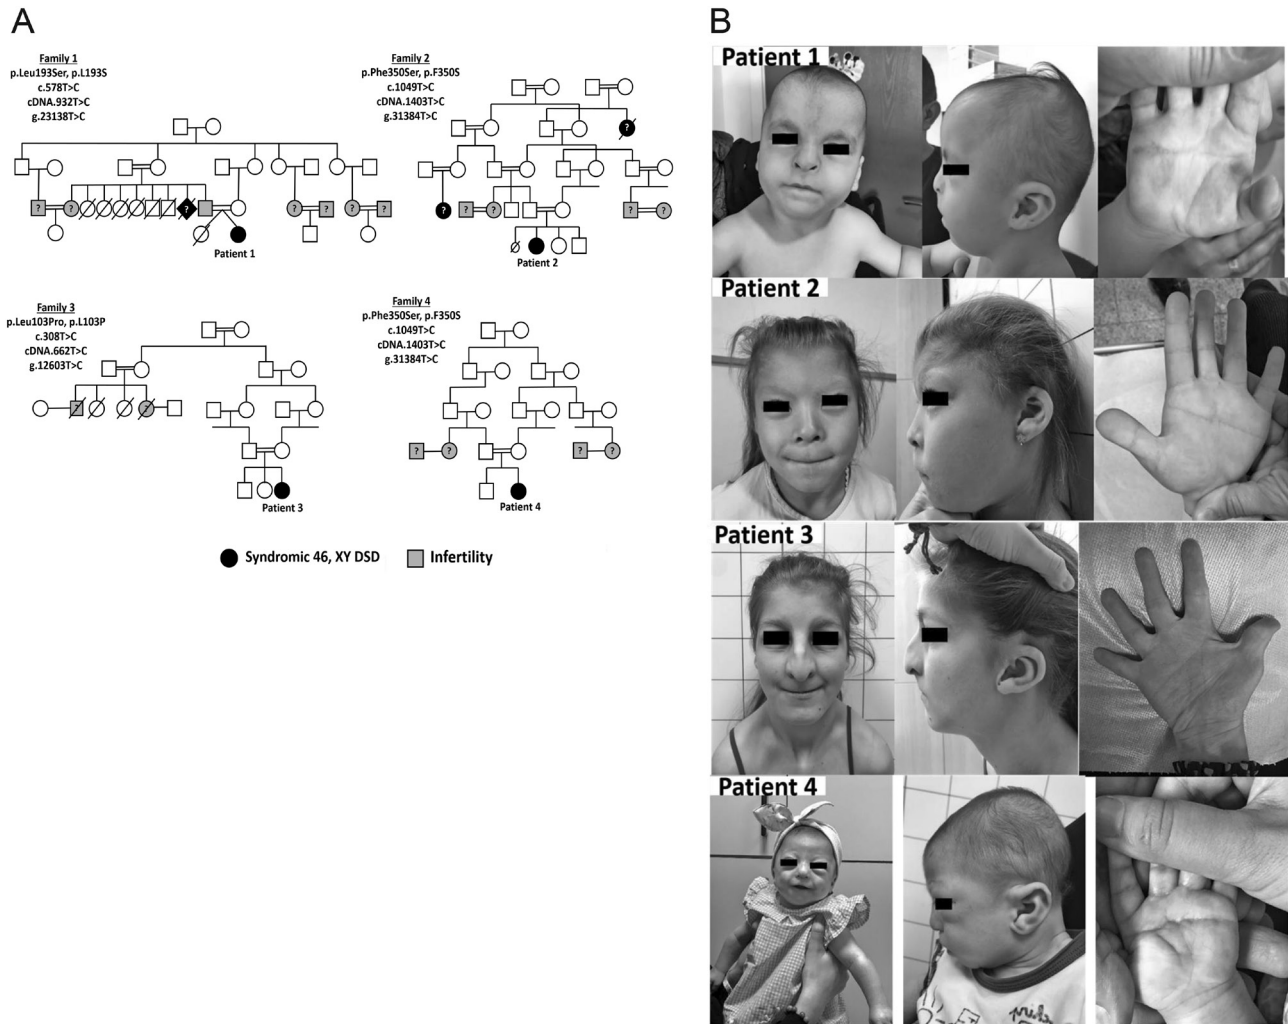 A
Family 1
p.Leu193Ser, p.L193S
c.578T>C
cDNA.932T>C
g.23138T>C
? ? ? ? ? ? ?
Patient 1
Family 2
p.Phe350Ser, p.F350S
c.1049T>C
cDNA.1403T>C
g.31384T>C
?
? ? ? ? ?
Patient 2
Family 3
p.Leu103Pro, p.L103P
c.308T>C
cDNA.662T>C
g.12603T>C
Patient 3
Family 4
p.Phe350Ser, p.F350S
c.1049T>C
cDNA.1403T>C
g.31384T>C
? ? ? ?
Patient 4
Syndromic 46, XY DSD
Infertility
B
Patient 1
Patient 2
Patient 3
Patient 4